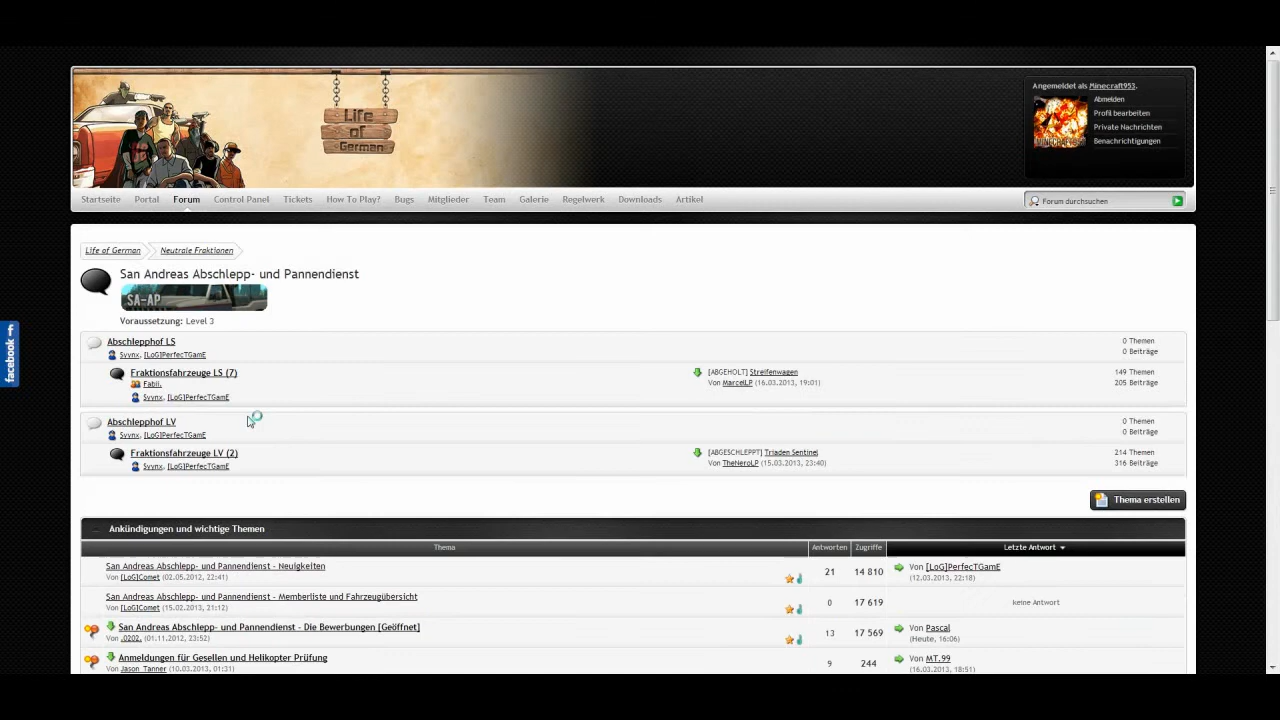 Life
of
German
Angemeldet als Minecraft953.
Abmelden
Profil bearbeiten
Private Nachrichten
Benachrichtigungen
Startseite Portal Forum Control Panel Tickets How To Play? Bugs Mitglieder Team Galerie Regelwerk Downloads Artikel
Forum durchsuchen
facebook
Life of German Neutrale Fraktionen
San Andreas Abschlepp- und Pannendienst
SA-AP
Voraussetzung: Level 3
Abschlepphof LS
Svvnx, [LoG]PerfecTGamE
0 Themen
0 Beiträge
Fraktionsfahrzeuge LS (7)
Fabii.
Svvnx, [LoG]PerfecTGamE
[ABGEHOLT] Streifenwagen
Von MarcelLP (16.03.2013, 19:01)
149 Themen
205 Beiträge
Abschlepphof LV
Svvnx, [LoG]PerfecTGamE
0 Themen
0 Beiträge
Fraktionsfahrzeuge LV (2)
Svvnx, [LoG]PerfecTGamE
[ABGESCHLEPPT] Triaden Sentinel
Von TheNeroLP (15.03.2013, 23:40)
214 Themen
316 Beiträge
Thema erstellen
Ankündigungen und wichtige Themen
Thema Antworten Zugriffe Letzte Antwort
San Andreas Abschlepp- und Pannendienst - Neuigkeiten
Von [LoG]Comet (02.05.2012, 22:41)
21 14 810
Von [LoG]PerfecTGamE
(12.03.2013, 22:18)
San Andreas Abschlepp- und Pannendienst - Memberliste und Fahrzeugübersicht
Von [LoG]Comet (15.02.2013, 21:12)
0 17 619 keine Antwort
San Andreas Abschlepp- und Pannendienst - Die Bewerbungen [Geöffnet]
Von .0202. (01.11.2012, 23:52)
13 17 569
Von Pascal
(Heute, 16:06)
Anmeldungen für Gesellen und Helikopter Prüfung
Von Jason_Tanner (10.03.2013, 01:31)
9 244
Von MT.99
(16.03.2013, 18:51)